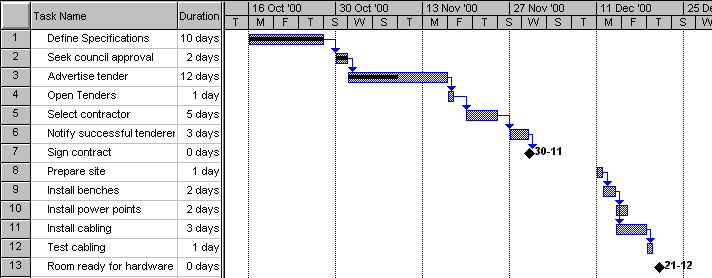 Task Name Duration 16 Oct '00 30 Oct '00 13 Nov '00 27 Nov '00 11 Dec '00 25 De
T M F T S W S T M F T S W S T
1 Define Specifications 10 days
2 Seek council approval 2 days
3 Advertise tender 12 days
4 Open Tenders 1 day
5 Select contractor 5 days
6 Notify successful tenderer 3 days
7 Sign contract 0 days 30-11
8 Prepare site 1 day
9 Install benches 2 days
10 Install power points 2 days
11 Install cabling 3 days
12 Test cabling 1 day
13 Room ready for hardware 0 days 21-12